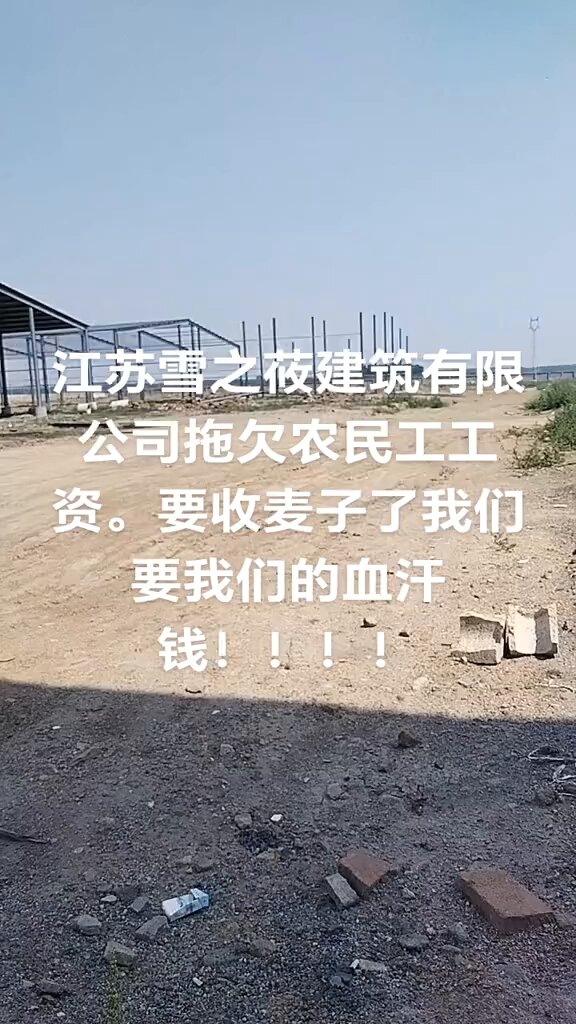 江苏雪之莜建筑有限
公司拖欠农民工工
资。要收麦子了我们
要我们的血汗
钱！！！！